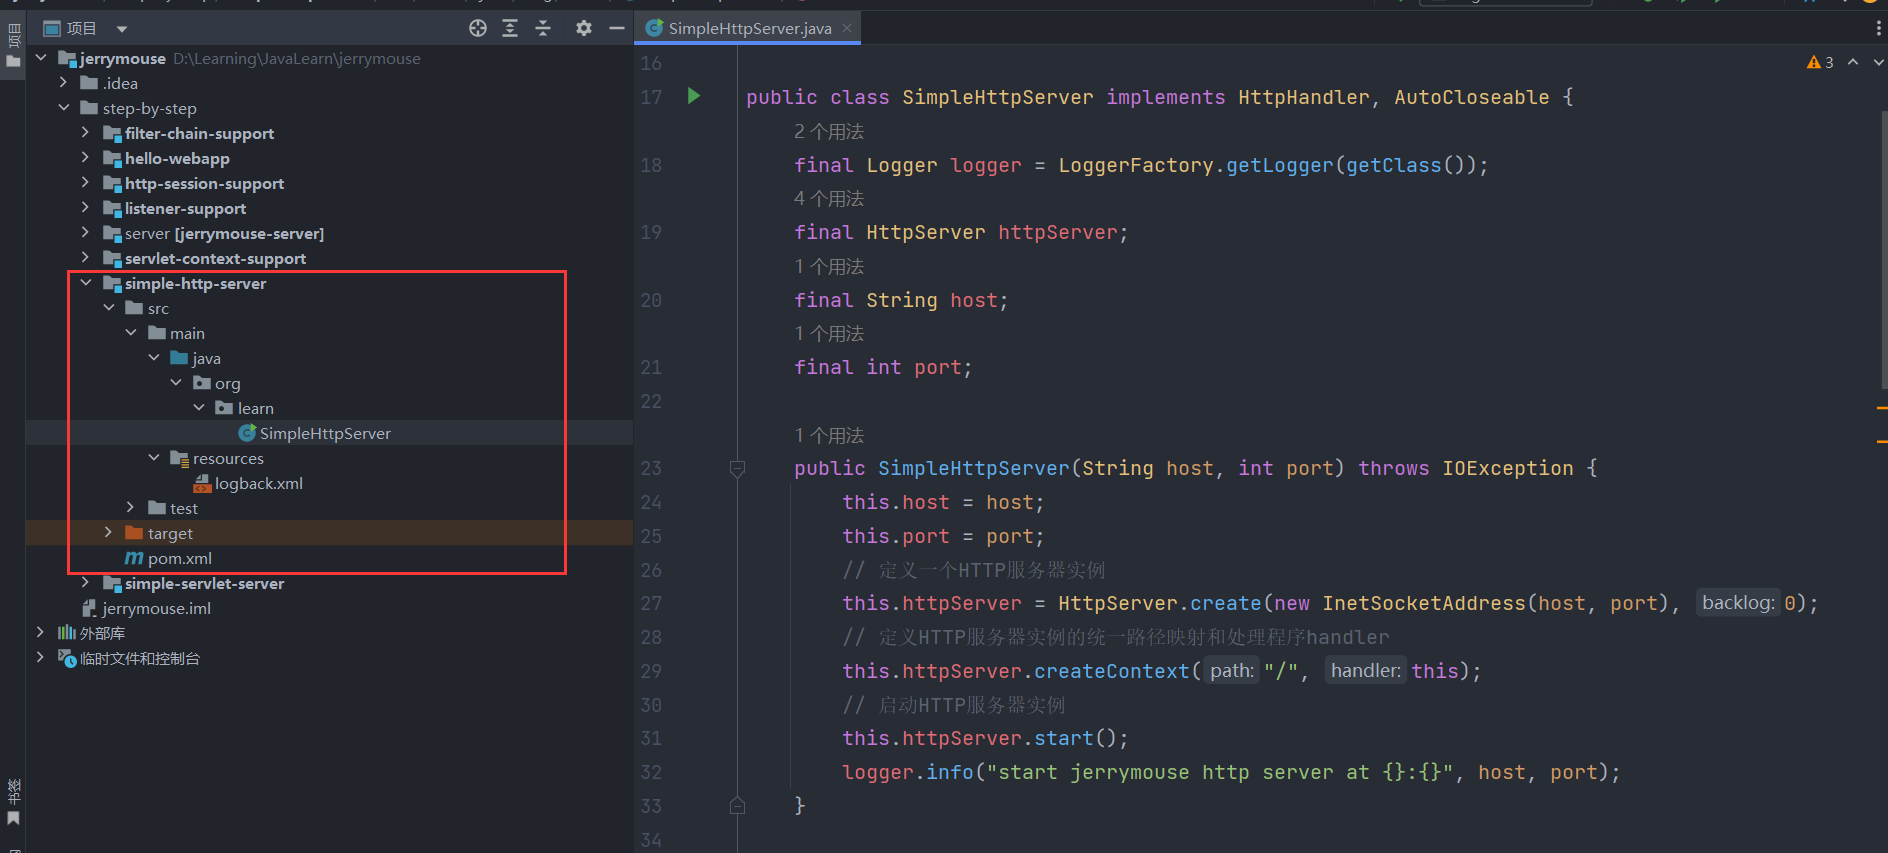 项目
项目
jerrymouse D:\Learning\JavaLearn\jerrymouse
.idea
step-by-step
filter-chain-support
hello-webapp
http-session-support
listener-support
server [jerrymouse-server]
servlet-context-support
simple-http-server
src
main
java
org
learn
SimpleHttpServer
resources
logback.xml
test
target
pom.xml
simple-servlet-server
jerrymouse.iml
外部库
临时文件和控制台
书签
SimpleHttpServer.java
3
16
17 public class SimpleHttpServer implements HttpHandler, AutoCloseable {
2 个用法
18 final Logger logger = LoggerFactory.getLogger(getClass());
4 个用法
19 final HttpServer httpServer;
1 个用法
20 final String host;
1 个用法
21 final int port;
22
1 个用法
23 public SimpleHttpServer(String host, int port) throws IOException {
24 this.host = host;
25 this.port = port;
26 // 定义一个HTTP服务器实例
27 this.httpServer = HttpServer.create(new InetSocketAddress(host, port), backlog: 0);
28 // 定义HTTP服务器实例的统一路径映射和处理程序handler
29 this.httpServer.createContext( path: "/", handler: this);
30 // 启动HTTP服务器实例
31 this.httpServer.start();
32 logger.info("start jerrymouse http server at {}:{}", host, port);
33 }
34